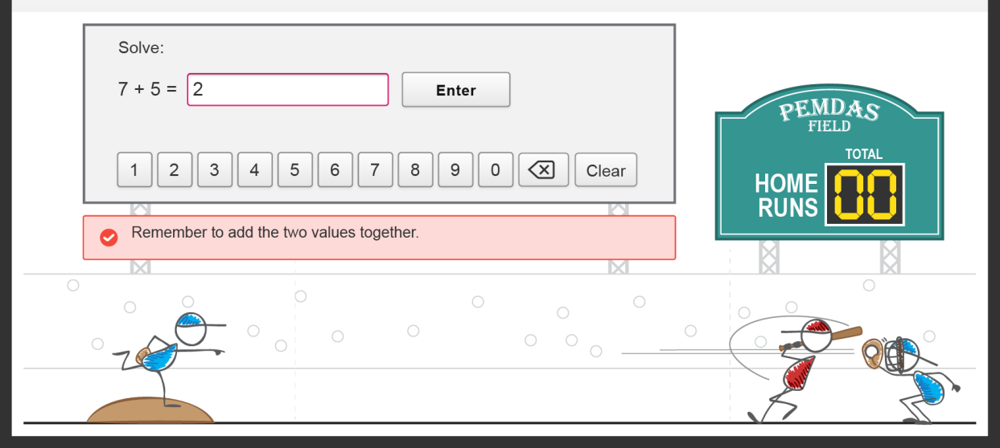 Solve:
7 + 5 = 2 Enter
1 2 3 4 5 6 7 8 9 0 Clear
Remember to add the two values together.
PEMDAS
FIELD
TOTAL
HOME
RUNS
00